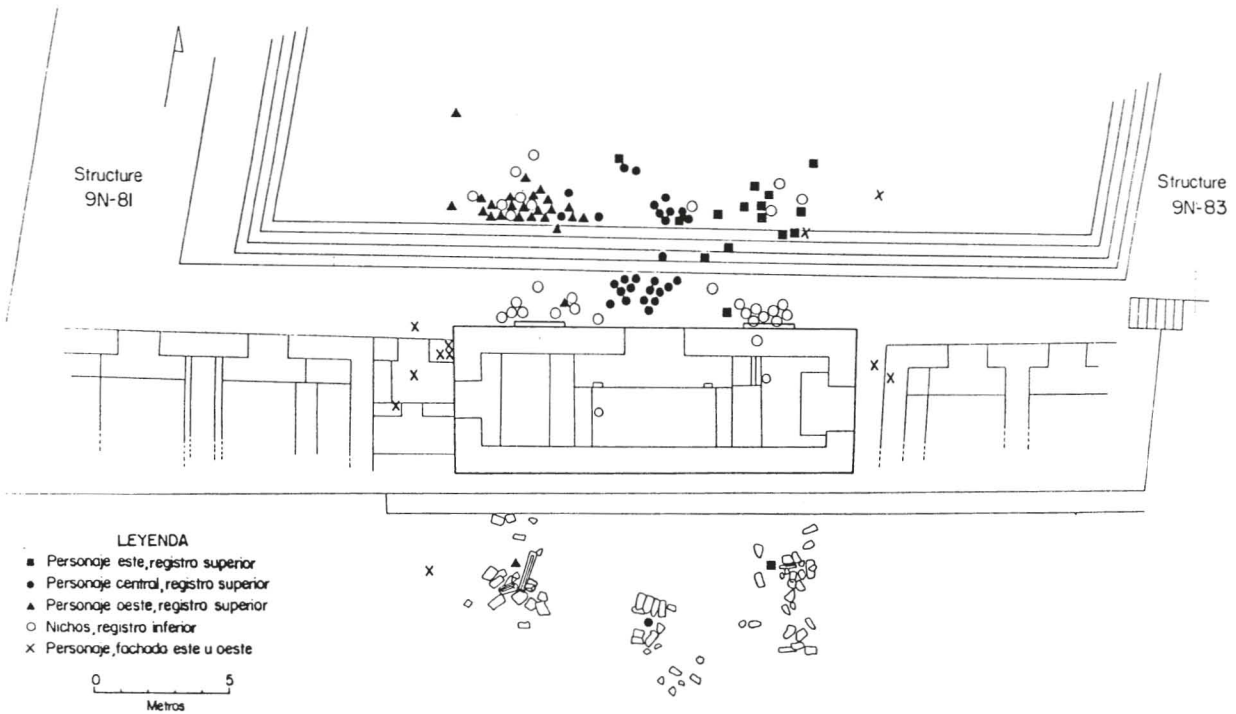 Structure
9N-81
Structure
9N-83
LEYENDA
Personaje este, registro superior
Personaje central, registro superior
Personaje oeste, registro superior
Nichos, registro inferior
Personaje, fachada este u oeste
0 5
Metros